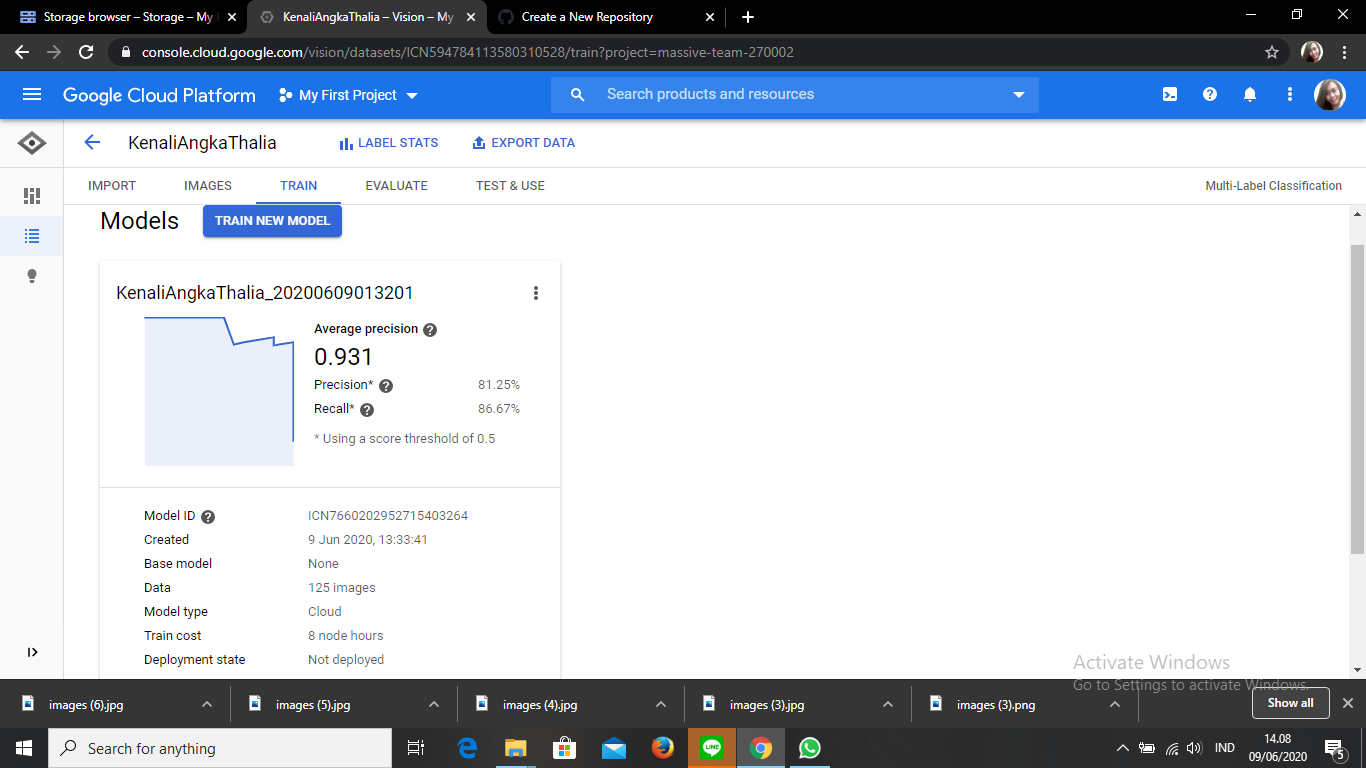 Storage browser – Storage – My
KenaliAngkaThalia – Vision – My
Create a New Repository
console.cloud.google.com/vision/datasets/ICN594784113580310528/train?project=massive-team-270002
Google Cloud Platform
My First Project
Search products and resources
KenaliAngkaThalia
LABEL STATS
EXPORT DATA
IMPORT
IMAGES
TRAIN
EVALUATE
TEST & USE
Multi-Label Classification
Models
TRAIN NEW MODEL
KenaliAngkaThalia_20200609013201
Average precision ?
0.931
Precision* ? 81.25%
Recall* ? 86.67%
* Using a score threshold of 0.5
Model ID ? ICN7660202952715403264
Created 9 Jun 2020, 13:33:41
Base model None
Data 125 images
Model type Cloud
Train cost 8 node hours
Deployment state Not deployed
Activate Windows
Go to Settings to activate Windows.
images (6).jpg
images (5).jpg
images (4).jpg
images (3).jpg
images (3).png
Show all
Search for anything
LINE
IND
14.08
09/06/2020
5